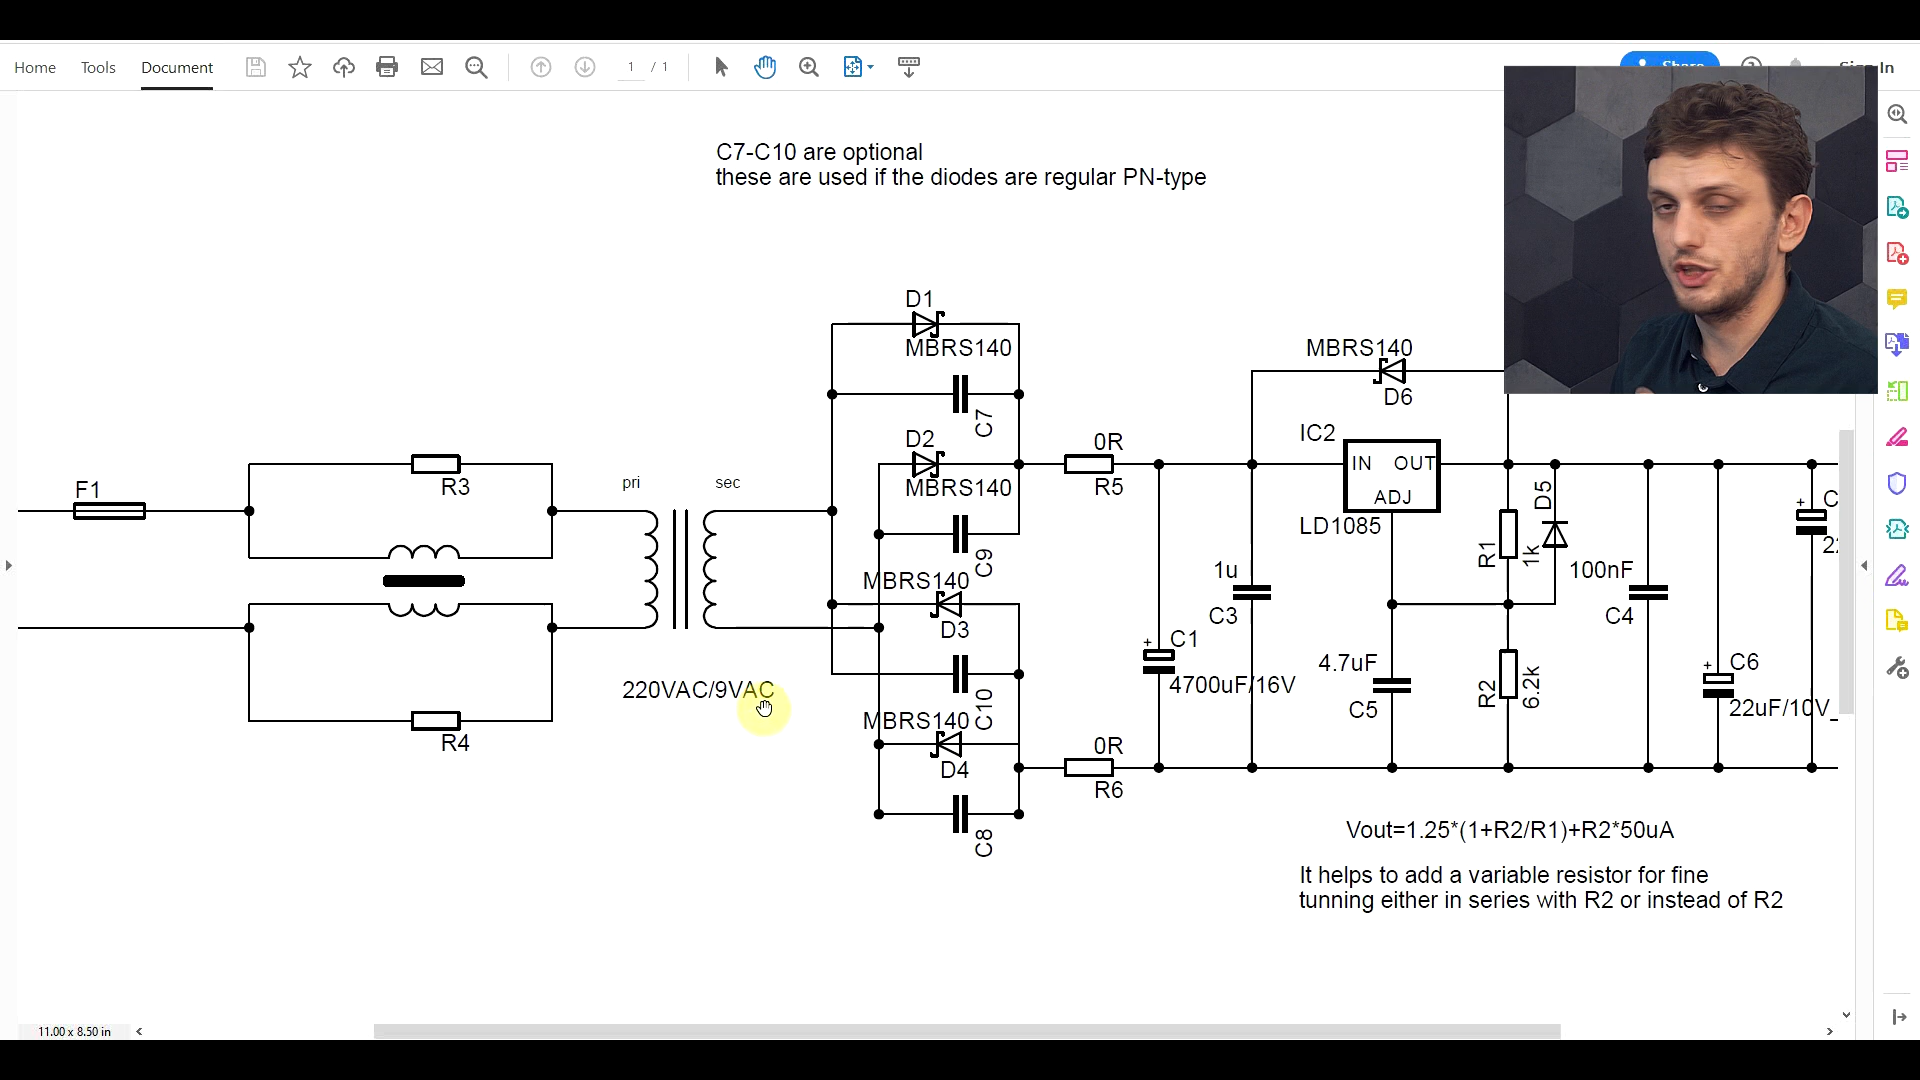 Home Tools Document 1 / 1
C7-C10 are optional
these are used if the diodes are regular PN-type
D1
MBRS140
C7
D2
MBRS140
C9
MBRS140
D3
C10
MBRS140
D4
C8
F1
R3
R4
pri sec
220VAC/9VAC
0R
R5
0R
R6
MBRS140
D6
IC2
IN OUT
ADJ
LD1085
1u
C3
+ C1
4700uF/16V
4.7uF
C5
R1
1k
D5
R2
6.2k
100nF
C4
+ C6
22uF/10V_
+
Vout=1.25*(1+R2/R1)+R2*50uA
It helps to add a variable resistor for fine
tunning either in series with R2 or instead of R2
11.00 x 8.50 in